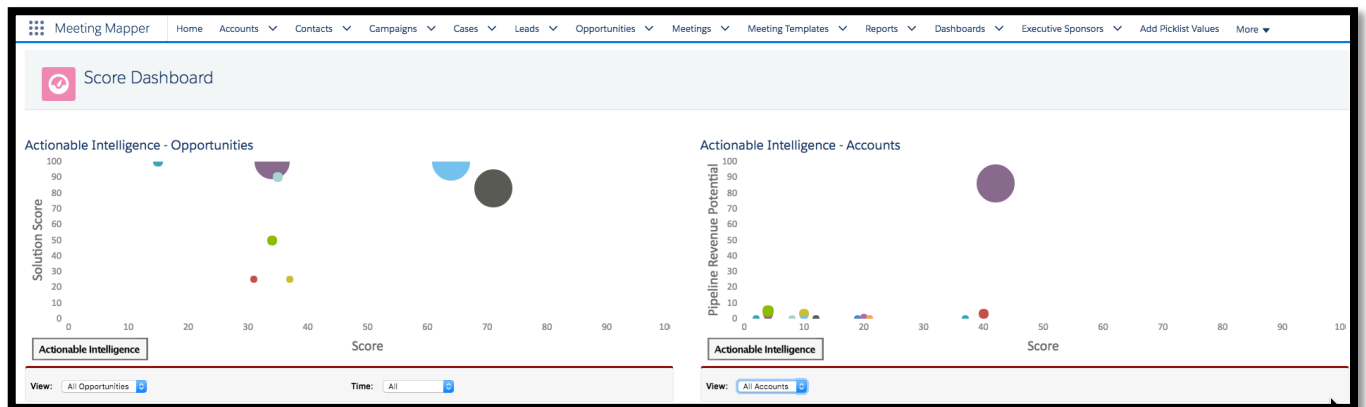 Meeting Mapper Home Accounts Contacts Campaigns Cases Leads Opportunities Meetings Meeting Templates Reports Dashboards Executive Sponsors Add Picklist Values More
Score Dashboard
Actionable Intelligence - Opportunities
100
90
80
70
60
50
40
30
20
10
0
Solution Score
0 10 20 30 40 50 60 70 80 90 10
Score
Actionable Intelligence
View: All Opportunities Time: All
Actionable Intelligence - Accounts
100
90
80
70
60
50
40
30
20
10
0
Pipeline Revenue Potential
0 10 20 30 40 50 60 70 80 90 10
Score
Actionable Intelligence
View: All Accounts